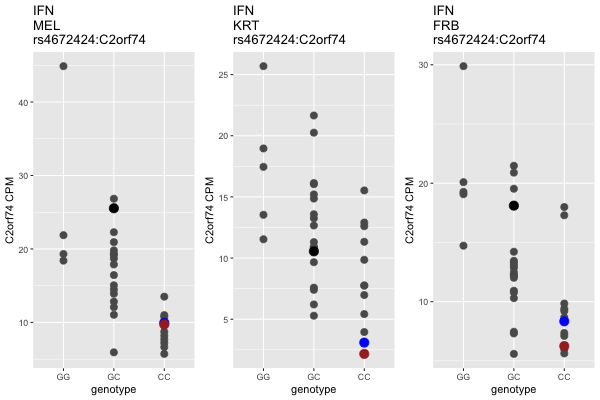 IFN
MEL
rs4672424:C2orf74
C2orf74 CPM
40
30
20
10
GG
GC
CC
genotype
IFN
KRT
rs4672424:C2orf74
C2orf74 CPM
25
20
15
10
5
GG
GC
CC
genotype
IFN
FRB
rs4672424:C2orf74
C2orf74 CPM
30
20
10
GG
GC
CC
genotype